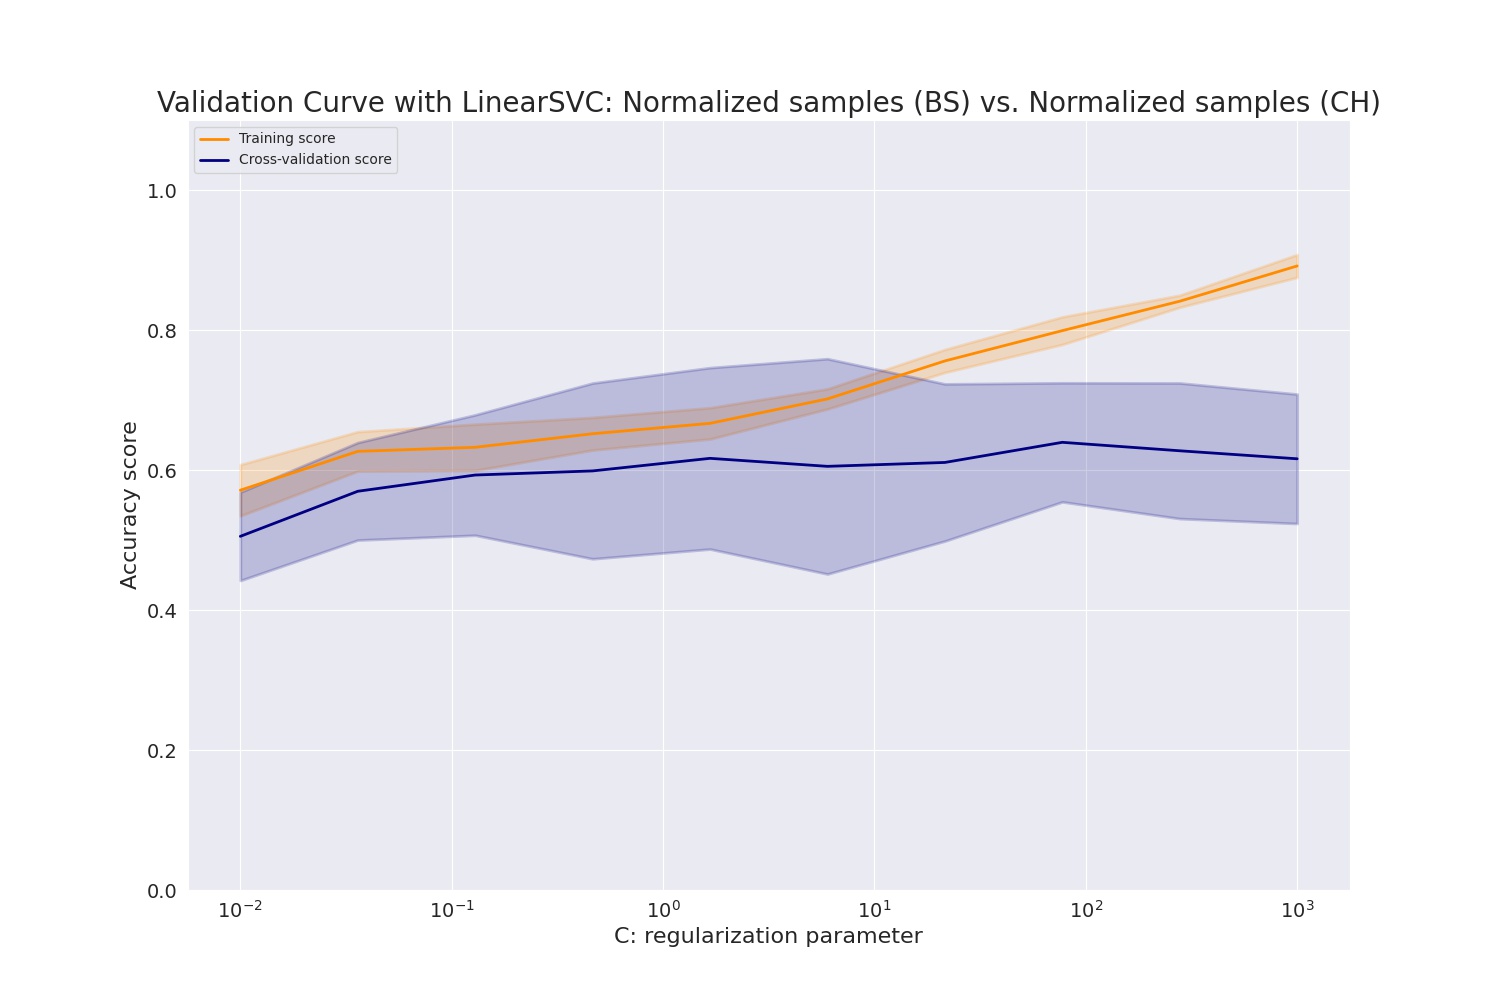 Validation Curve with LinearSVC: Normalized samples (BS) vs. Normalized samples (CH)
Training score
Cross-validation score
1.0
0.8
0.6
0.4
0.2
0.0
Accuracy score
10⁻² 10⁻¹ 10⁰ 10¹ 10² 10³
C: regularization parameter